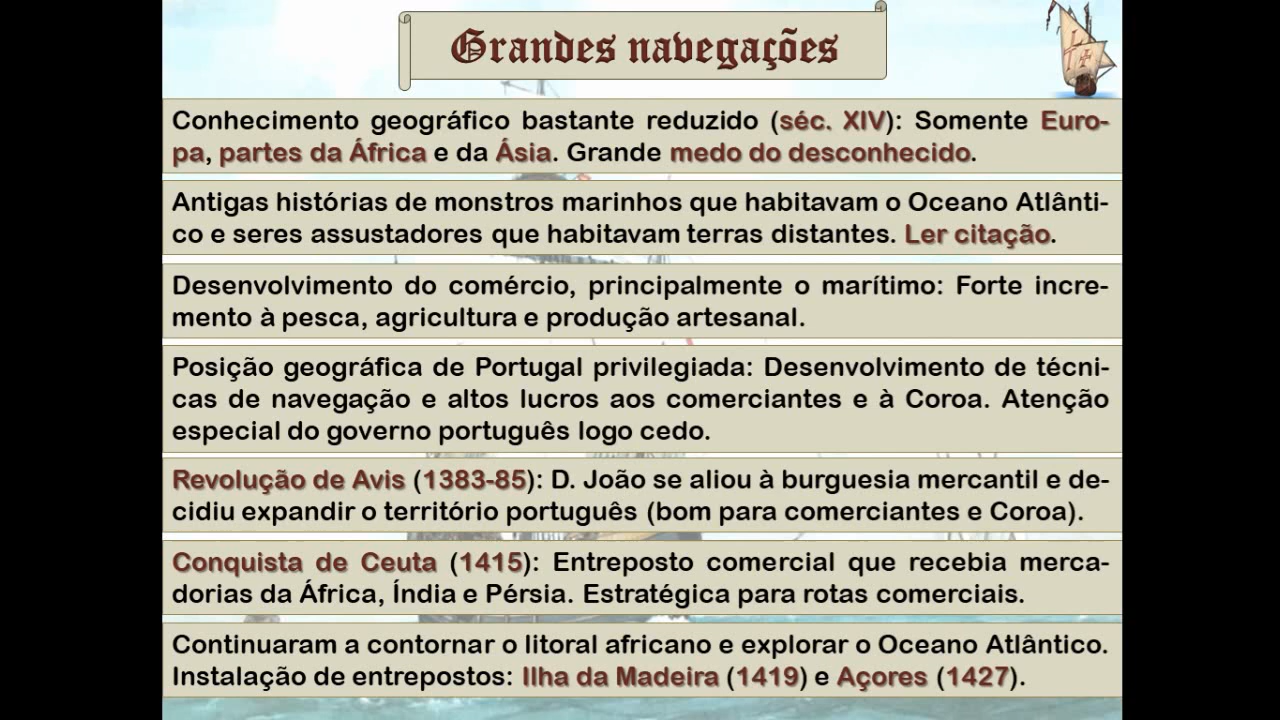 Grandes navegações
Conhecimento geográfico bastante reduzido (séc. XIV): Somente Euro-
pa, partes da África e da Ásia. Grande medo do desconhecido.
Antigas histórias de monstros marinhos que habitavam o Oceano Atlânti-
co e seres assustadores que habitavam terras distantes. Ler citação.
Desenvolvimento do comércio, principalmente o marítimo: Forte incre-
mento à pesca, agricultura e produção artesanal.
Posição geográfica de Portugal privilegiada: Desenvolvimento de técni-
cas de navegação e altos lucros aos comerciantes e à Coroa. Atenção
especial do governo português logo cedo.
Revolução de Avis (1383-85): D. João se aliou à burguesia mercantil e de-
cidiu expandir o território português (bom para comerciantes e Coroa).
Conquista de Ceuta (1415): Entreposto comercial que recebia merca-
dorias da África, Índia e Pérsia. Estratégica para rotas comerciais.
Continuaram a contornar o litoral africano e explorar o Oceano Atlântico.
Instalação de entrepostos: Ilha da Madeira (1419) e Açores (1427).